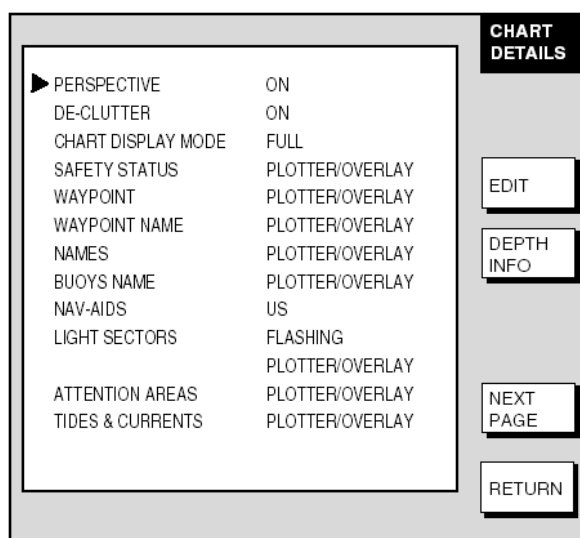 CHART
DETAILS
PERSPECTIVE ON
DE-CLUTTER ON
CHART DISPLAY MODE FULL
SAFETY STATUS PLOTTER/OVERLAY
WAYPOINT PLOTTER/OVERLAY
WAYPOINT NAME PLOTTER/OVERLAY
NAMES PLOTTER/OVERLAY
BUOYS NAME PLOTTER/OVERLAY
NAV-AIDS US
LIGHT SECTORS FLASHING
PLOTTER/OVERLAY
ATTENTION AREAS PLOTTER/OVERLAY
TIDES & CURRENTS PLOTTER/OVERLAY
EDIT
DEPTH
INFO
NEXT
PAGE
RETURN